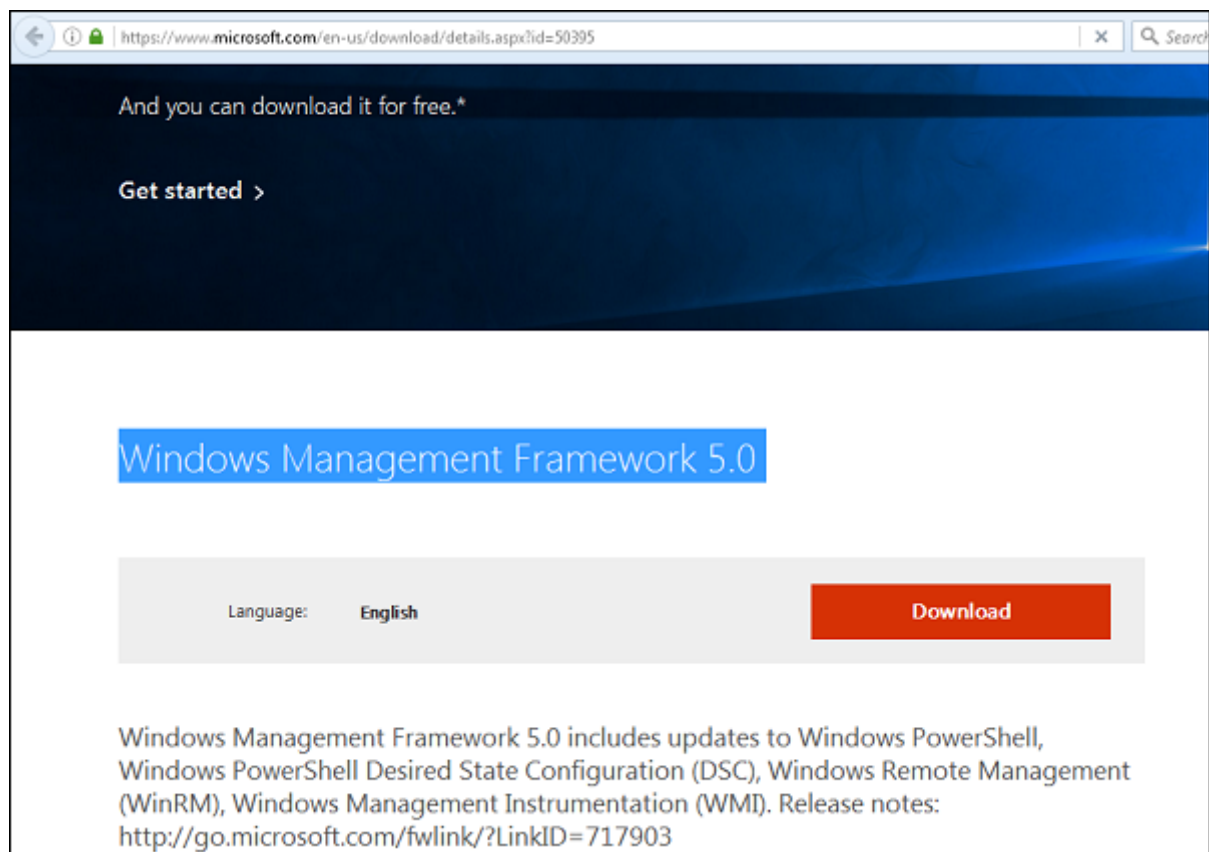 https://www.microsoft.com/en-us/download/details.aspx?id=50395
Search
And you can download it for free.*
Get started >
Windows Management Framework 5.0
Language: English
Download
Windows Management Framework 5.0 includes updates to Windows PowerShell,
Windows PowerShell Desired State Configuration (DSC), Windows Remote Management
(WinRM), Windows Management Instrumentation (WMI). Release notes:
http://go.microsoft.com/fwlink/?LinkID=717903